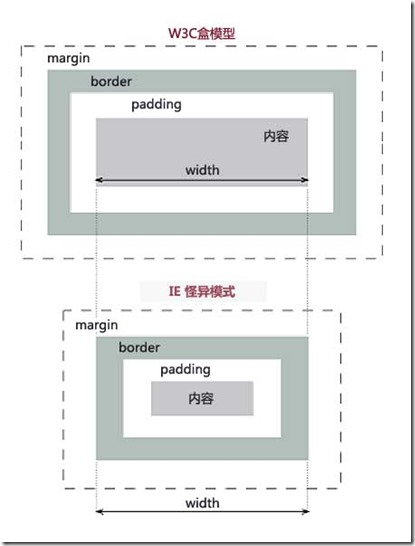 W3C盒模型
margin
border
padding
内容
width
IE 怪异模式
margin
border
padding
内容
width